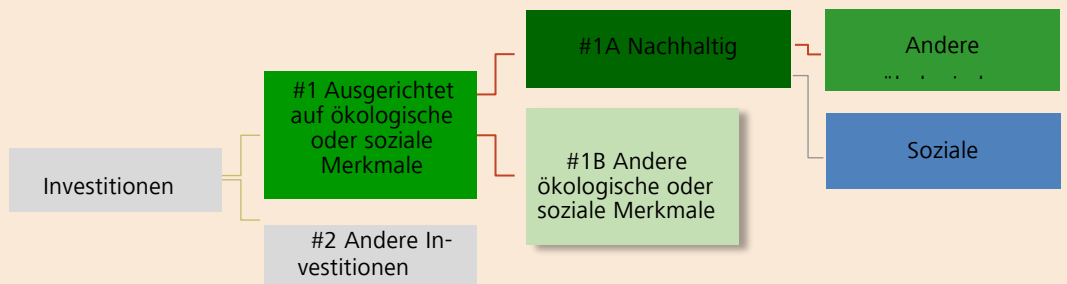 Investitionen
#1 Ausgerichtet
auf ökologische
oder soziale
Merkmale
#2 Andere In-
vestitionen
#1A Nachhaltig
#1B Andere
ökologische oder
soziale Merkmale
Andere
Soziale